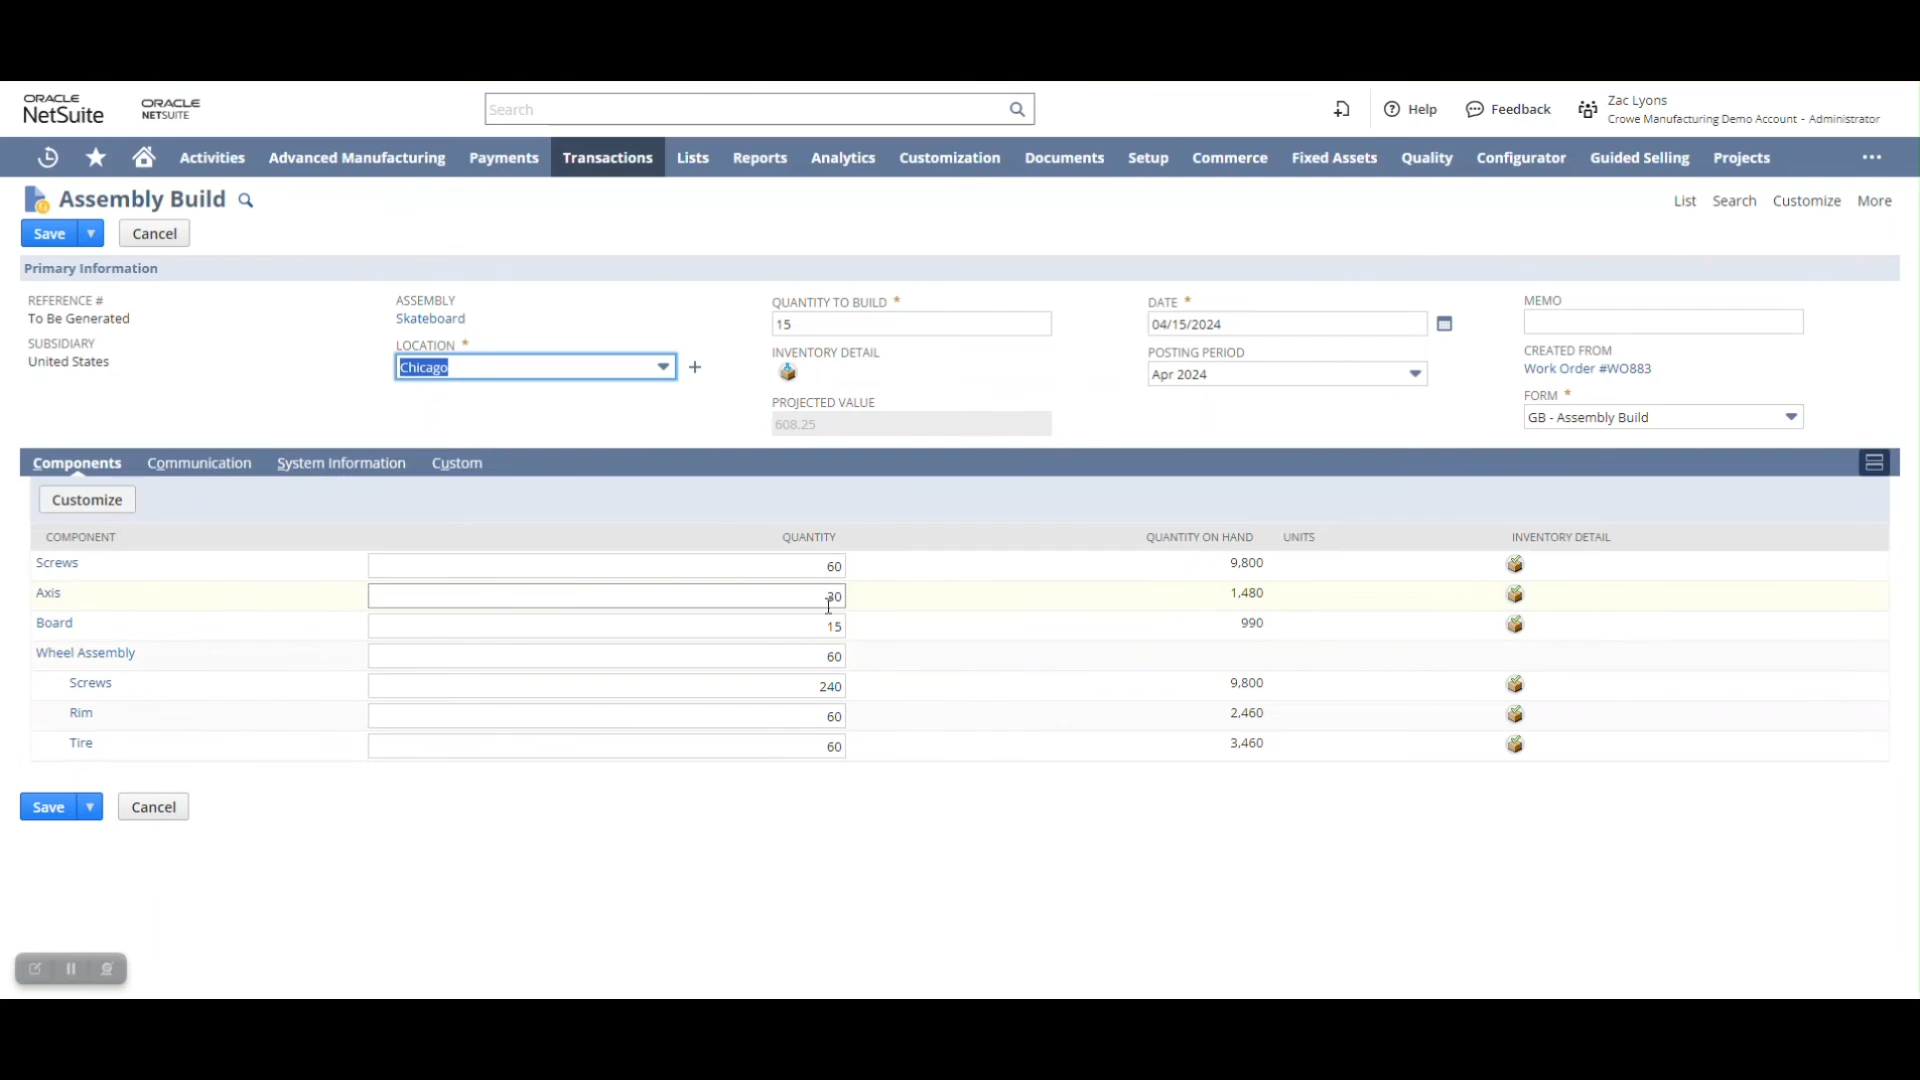 ORACLE
NetSuite
ORACLE
NETSUITE
Search
Help
Feedback
Zac Lyons
Crowe Manufacturing Demo Account - Administrator
Activities Advanced Manufacturing Payments Transactions Lists Reports Analytics Customization Documents Setup Commerce Fixed Assets Quality Configurator Guided Selling Projects
Assembly Build
List Search Customize More
Save Cancel
Primary Information
REFERENCE #
To Be Generated
SUBSIDIARY
United States
ASSEMBLY
Skateboard
LOCATION *
Chicago
QUANTITY TO BUILD *
15
INVENTORY DETAIL
PROJECTED VALUE
608.25
DATE *
04/15/2024
POSTING PERIOD
Apr 2024
MEMO
CREATED FROM
Work Order #WO883
FORM *
GB - Assembly Build
Components Communication System Information Custom
Customize
COMPONENT QUANTITY QUANTITY ON HAND UNITS INVENTORY DETAIL
Screws 60 9,800
Axis 30 1,480
Board 15 990
Wheel Assembly 60
Screws 240 9,800
Rim 60 2,460
Tire 60 3,460
Save Cancel